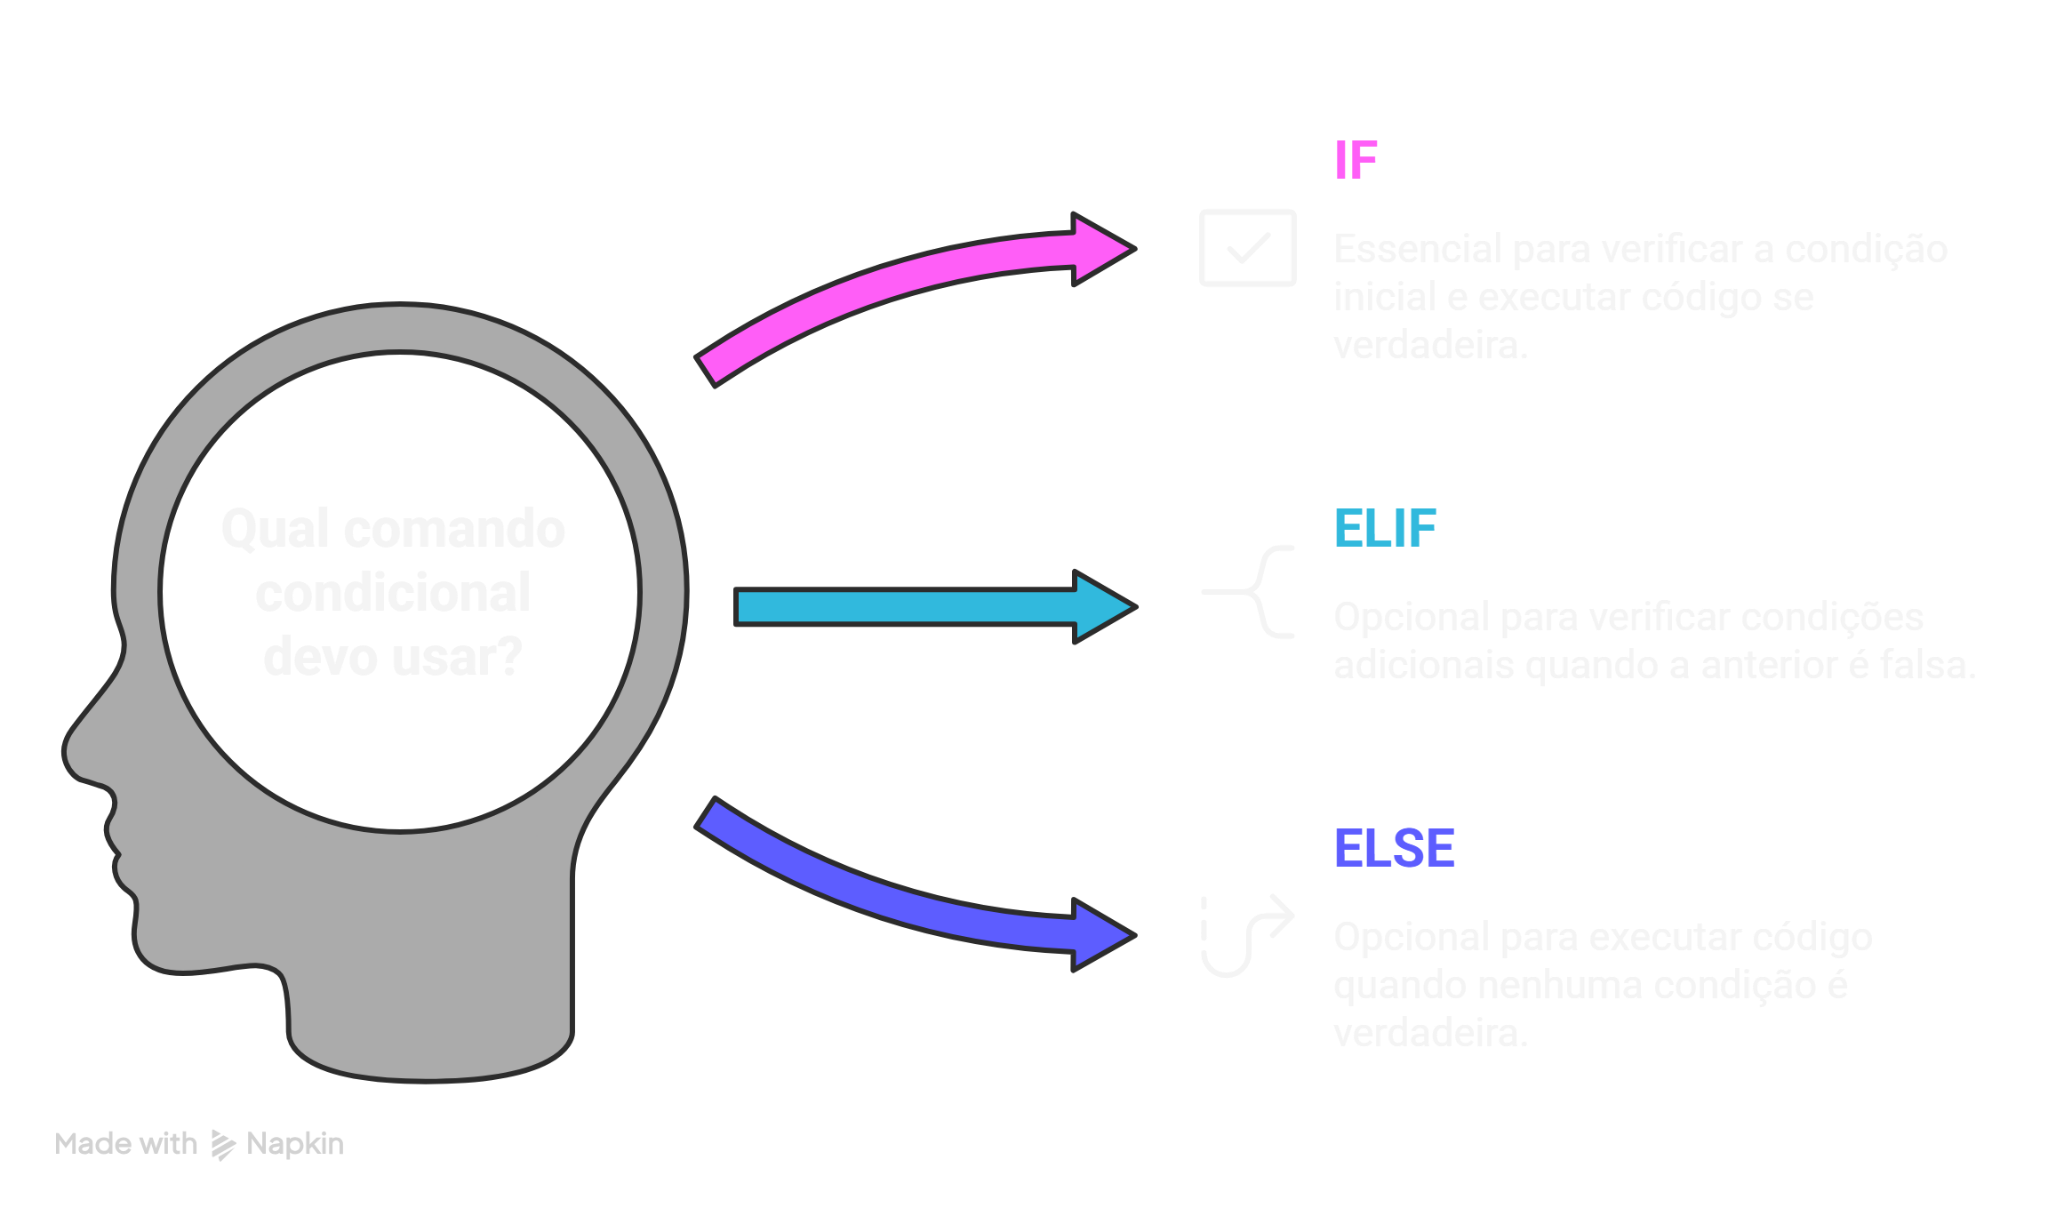 IF
Essencial para verificar a condição
inicial e executar código se
verdadeira.
Qual comando
condicional
devo usar?
ELIF
Opcional para verificar condições
adicionais quando a anterior é falsa.
ELSE
Opcional para executar código
quando nenhuma condição é
verdadeira.
Made with Napkin